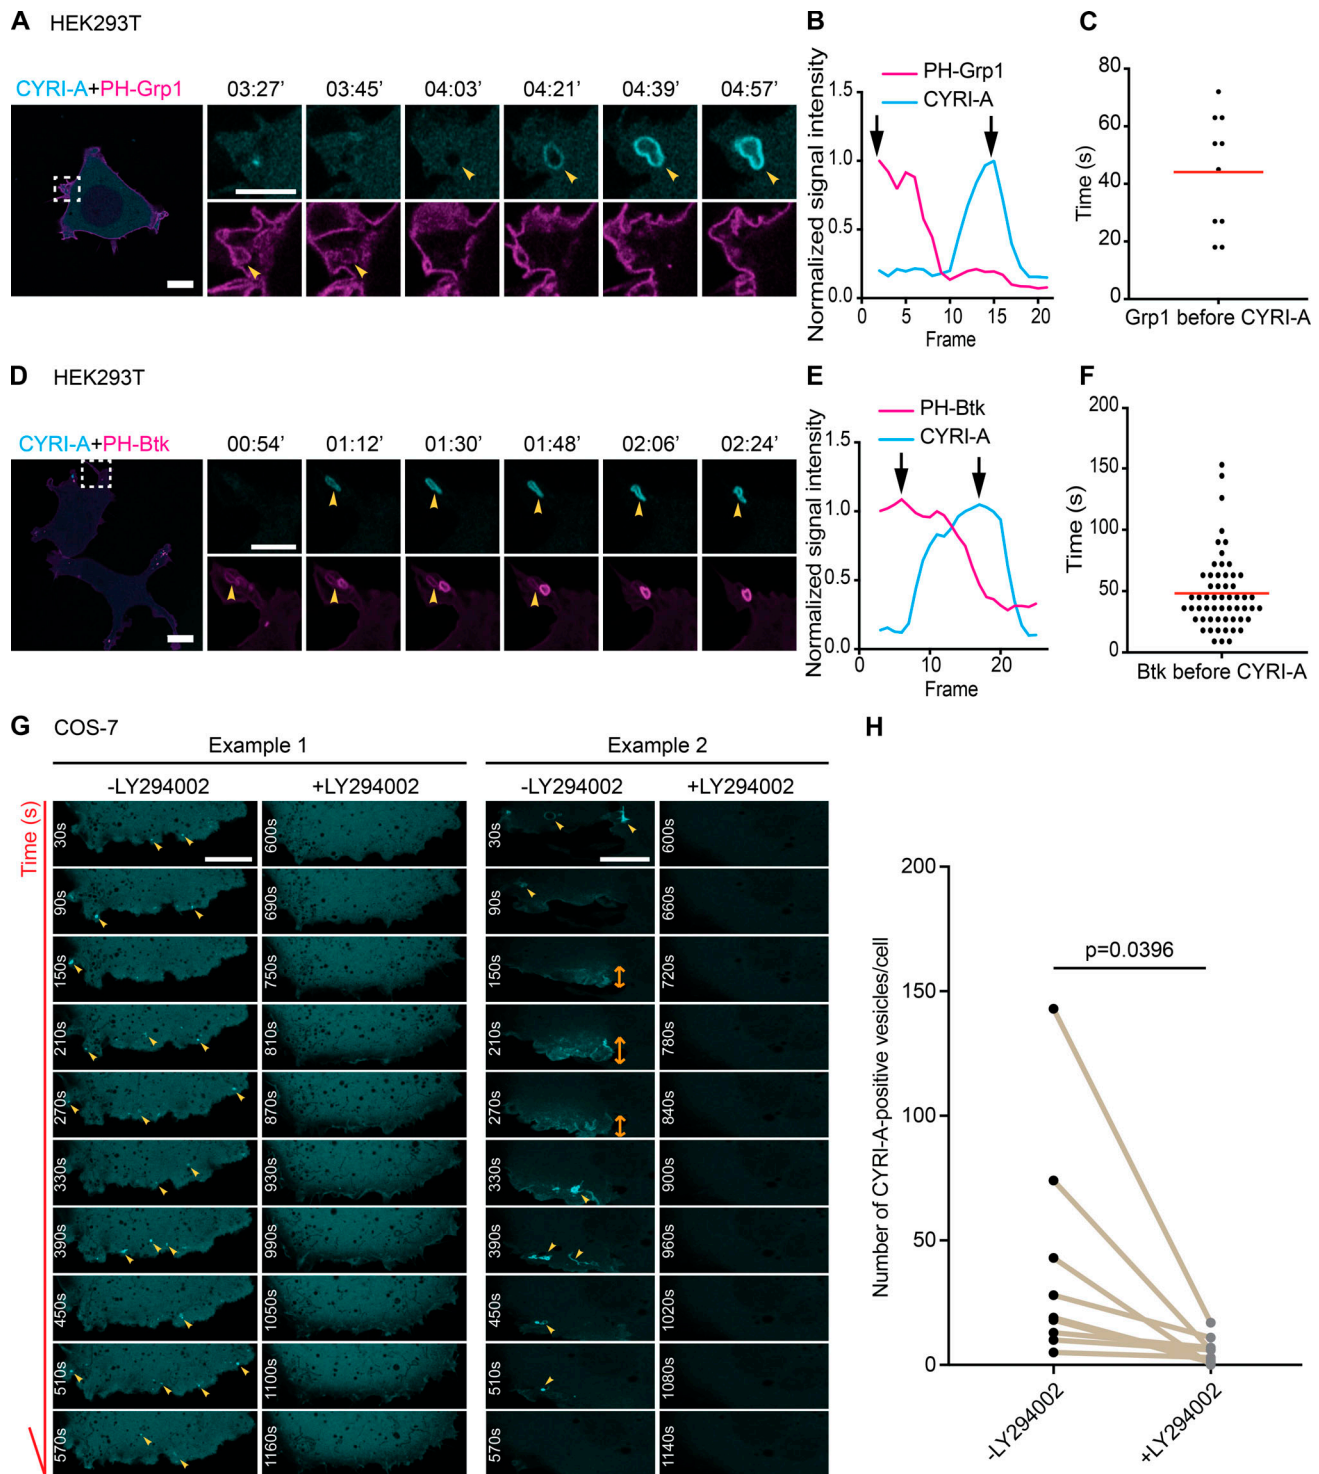 A HEK293T
CYRI-A+PH-Grp1
03:27' 03:45' 04:03' 04:21' 04:39' 04:57'
B
PH-Grp1
CYRI-A
Normalized signal intensity
1.5
1.0
0.5
0.0
0 5 10 15 20
Frame
C
Time (s)
80
60
40
20
0
Grp1 before CYRI-A
D HEK293T
CYRI-A+PH-Btk
00:54' 01:12' 01:30' 01:48' 02:06' 02:24'
E
PH-Btk
CYRI-A
Normalized signal intensity
1.5
1.0
0.5
0.0
0 10 20
Frame
F
Time (s)
200
150
100
50
0
Btk before CYRI-A
G COS-7
Example 1 Example 2
-LY294002 +LY294002 -LY294002 +LY294002
Time (s)
30s 600s 30s 600s
90s 690s 90s 660s
150s 750s 150s 720s
210s 810s 210s 780s
270s 870s 270s 840s
330s 930s 330s 900s
390s 990s 390s 960s
450s 1050s 450s 1020s
510s 1100s 510s 1080s
570s 1160s 570s 1140s
H
Number of CYRI-A-positive vesicles/cell
200
150
100
50
0
p=0.0396
-LY294002 +LY294002